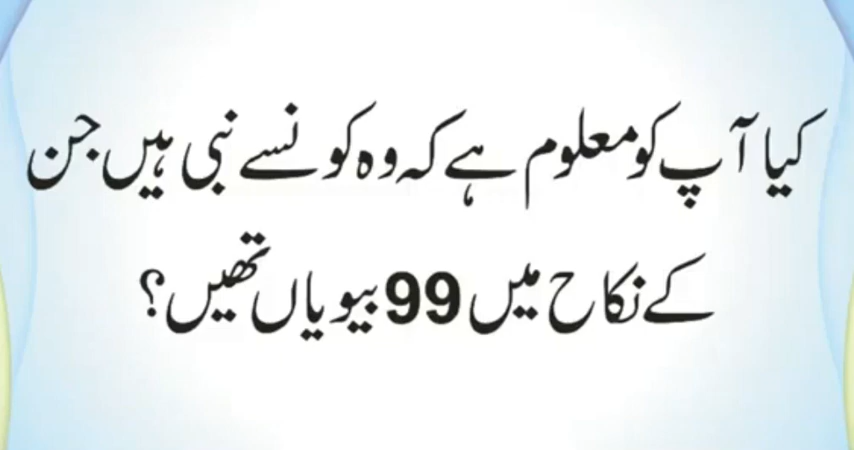 کیا آپ کو معلوم ہے کہ وہ کونسے نبی ہیں جن
کے نکاح میں 99 بیویاں تھیں؟